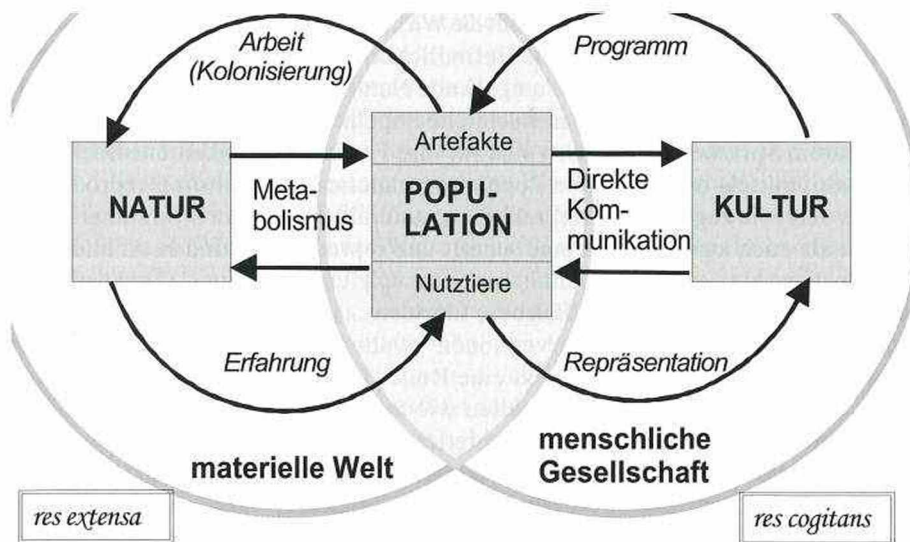 Arbeit
(Kolonisierung)
Programm
Artefakte
NATUR
Meta-
bolismus
POPU-
LATION
Direkte
Kom-
munikation
KULTUR
Nutztiere
Erfahrung
Repräsentation
materielle Welt
menschliche
Gesellschaft
res extensa
res cogitans